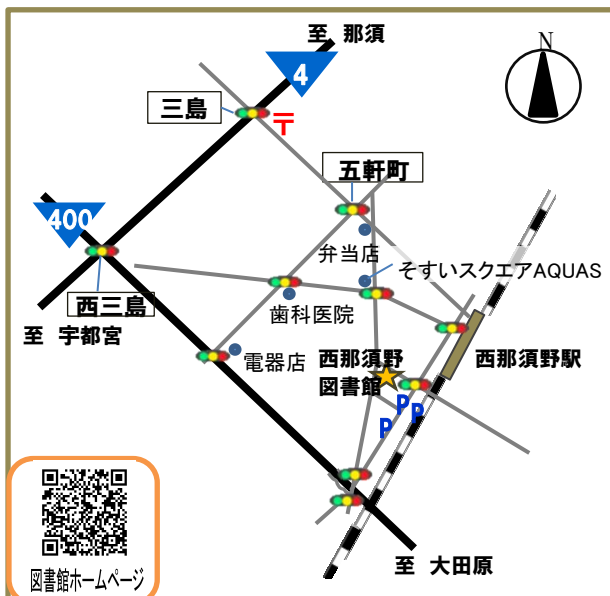 至 那須
N
4
三島
〒
五軒町
400
弁当店
そすいスクエアAQUAS
西三島
歯科医院
至 宇都宮
電器店
西那須野
図書館
西那須野駅
P
P
P
至 大田原
図書館ホームページ